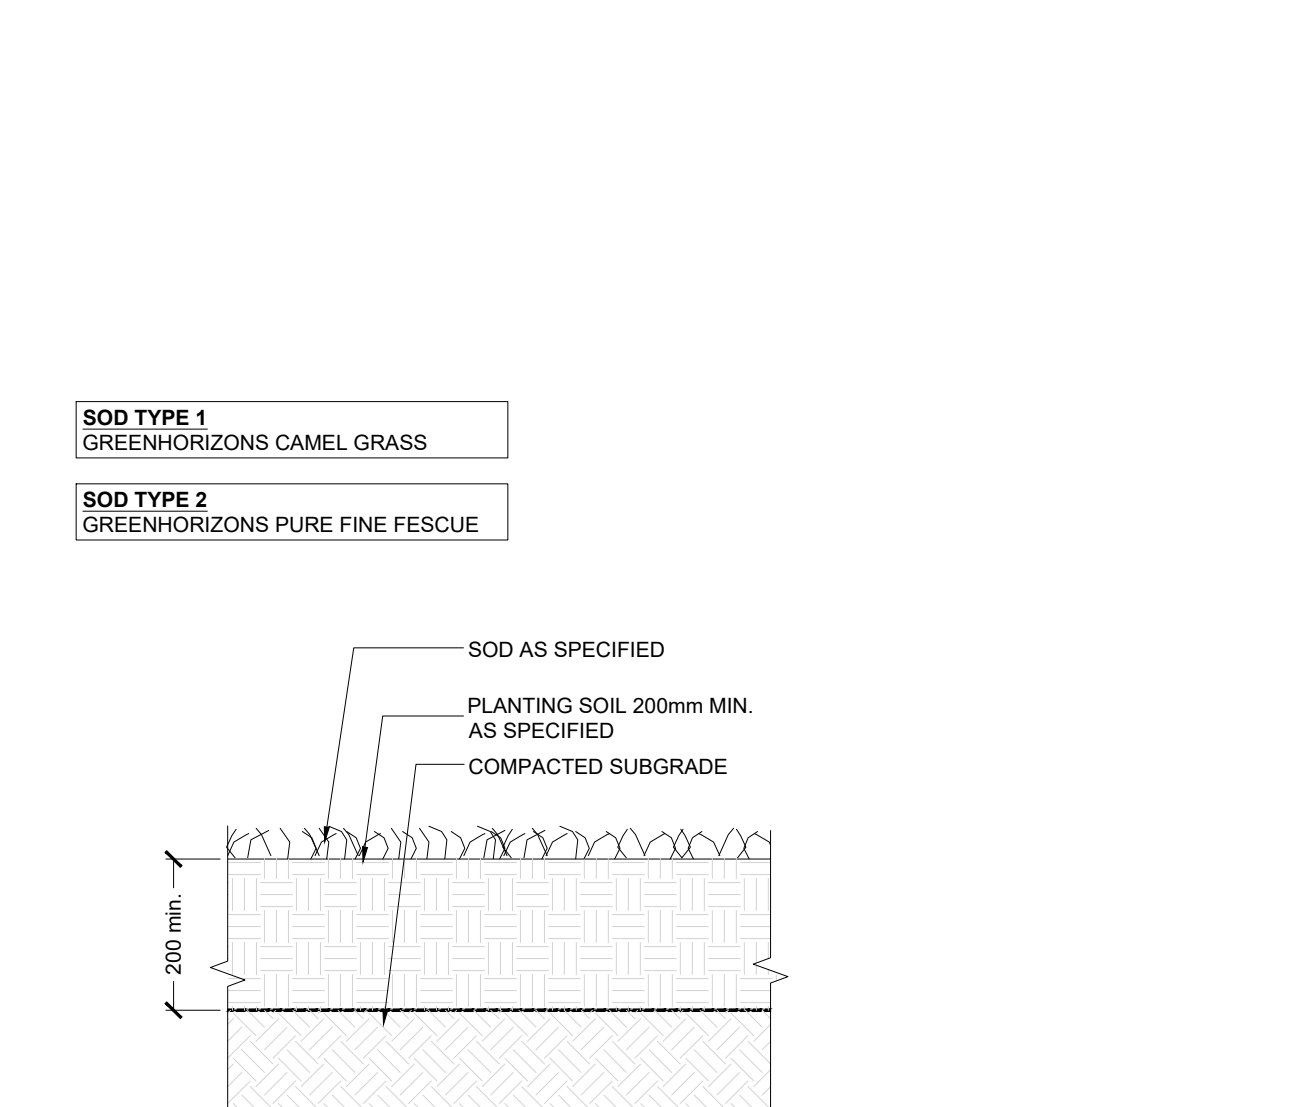 SOD TYPE 1
GREENHORIZONS CAMEL GRASS
SOD TYPE 2
GREENHORIZONS PURE FINE FESCUE
SOD AS SPECIFIED
PLANTING SOIL 200mm MIN.
AS SPECIFIED
COMPACTED SUBGRADE
200 min.